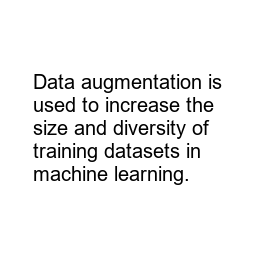 Data augmentation is
used to increase the
size and diversity of
training datasets in
machine learning.